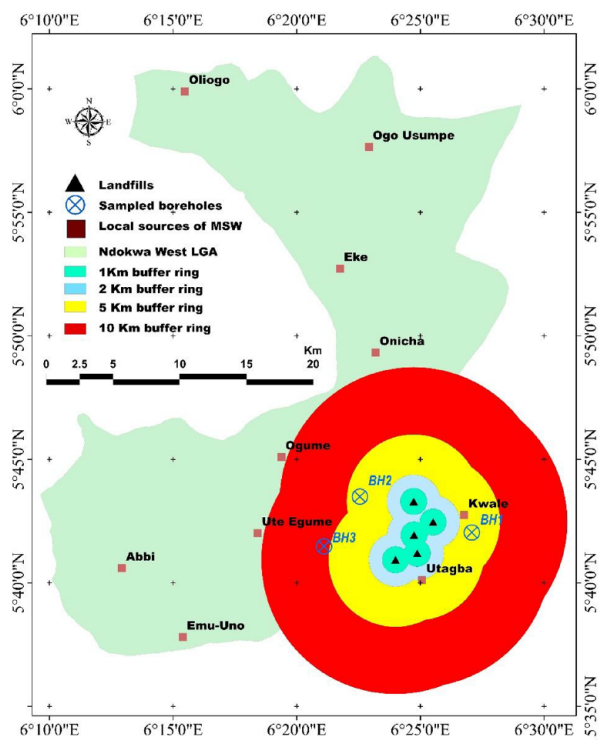 6°10'0"E 6°15'0"E 6°20'0"E 6°25'0"E 6°30'0"E
6°0'0"N
5°55'0"N
5°50'0"N
5°45'0"N
5°40'0"N
5°35'0"N
Oliogo
Ogo Usumpe
N
W E
S
Landfills
Sampled boreholes
Local sources of MSW
Ndokwa West LGA
1Km buffer ring
2 Km buffer ring
5 Km buffer ring
10 Km buffer ring
Eke
Onicha
Km
0 2.5 5 10 15 20
Ogume
BH2
Kwale
BH1
Ute Egume
BH3
Abbi
Utagba
Emu-Uno
6°0'0"N
5°55'0"N
5°50'0"N
5°45'0"N
5°40'0"N
5°35'0"N
6°10'0"E 6°15'0"E 6°20'0"E 6°25'0"E 6°30'0"E